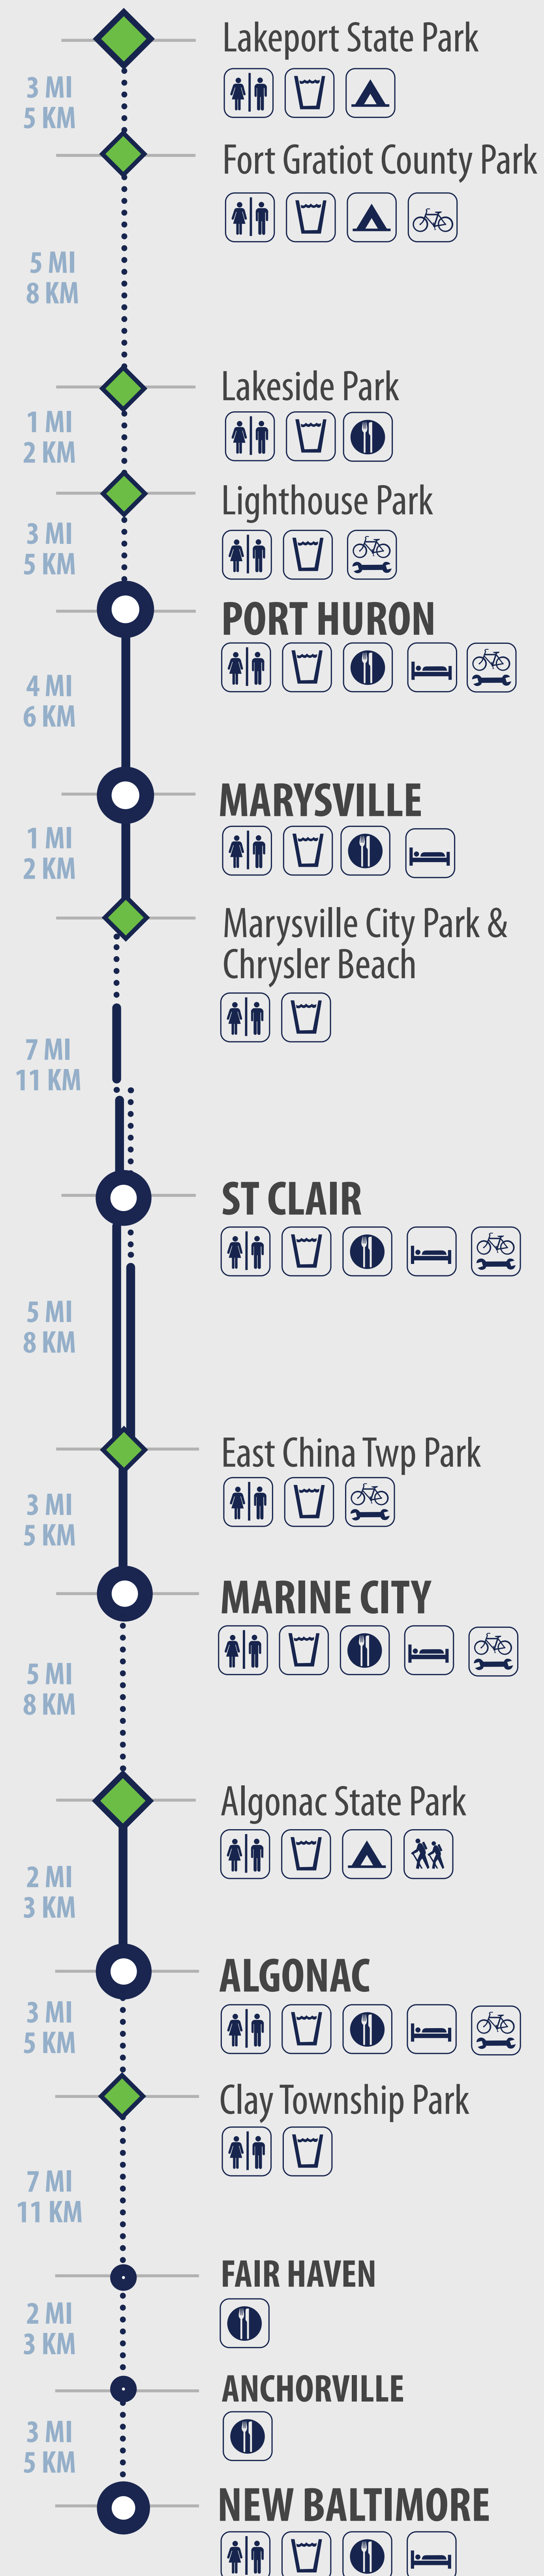 Lakeport State Park
3 MI
5 KM
Fort Gratiot County Park
5 MI
8 KM
Lakeside Park
1 MI
2 KM
Lighthouse Park
3 MI
5 KM
PORT HURON
4 MI
6 KM
MARYSVILLE
1 MI
2 KM
Marysville City Park &
Chrysler Beach
7 MI
11 KM
ST CLAIR
5 MI
8 KM
East China Twp Park
3 MI
5 KM
MARINE CITY
5 MI
8 KM
Algonac State Park
2 MI
3 KM
ALGONAC
3 MI
5 KM
Clay Township Park
7 MI
11 KM
FAIR HAVEN
2 MI
3 KM
ANCHORVILLE
3 MI
5 KM
NEW BALTIMORE